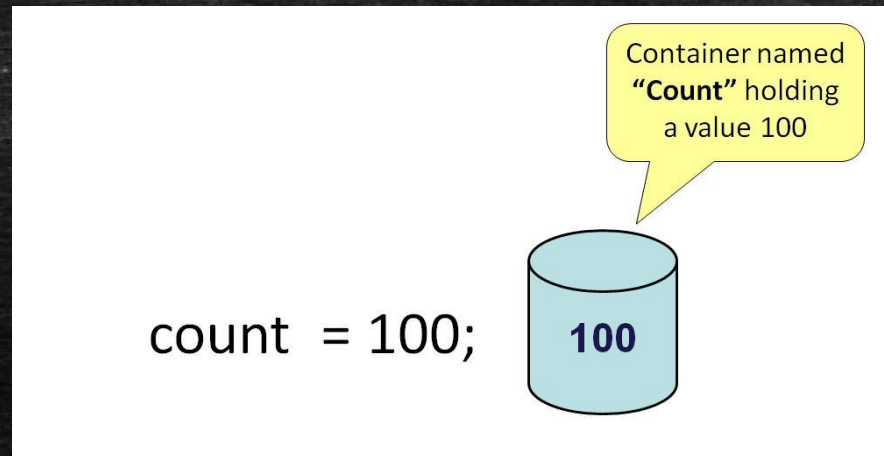 Container named
“Count” holding
a value 100
count = 100;
100